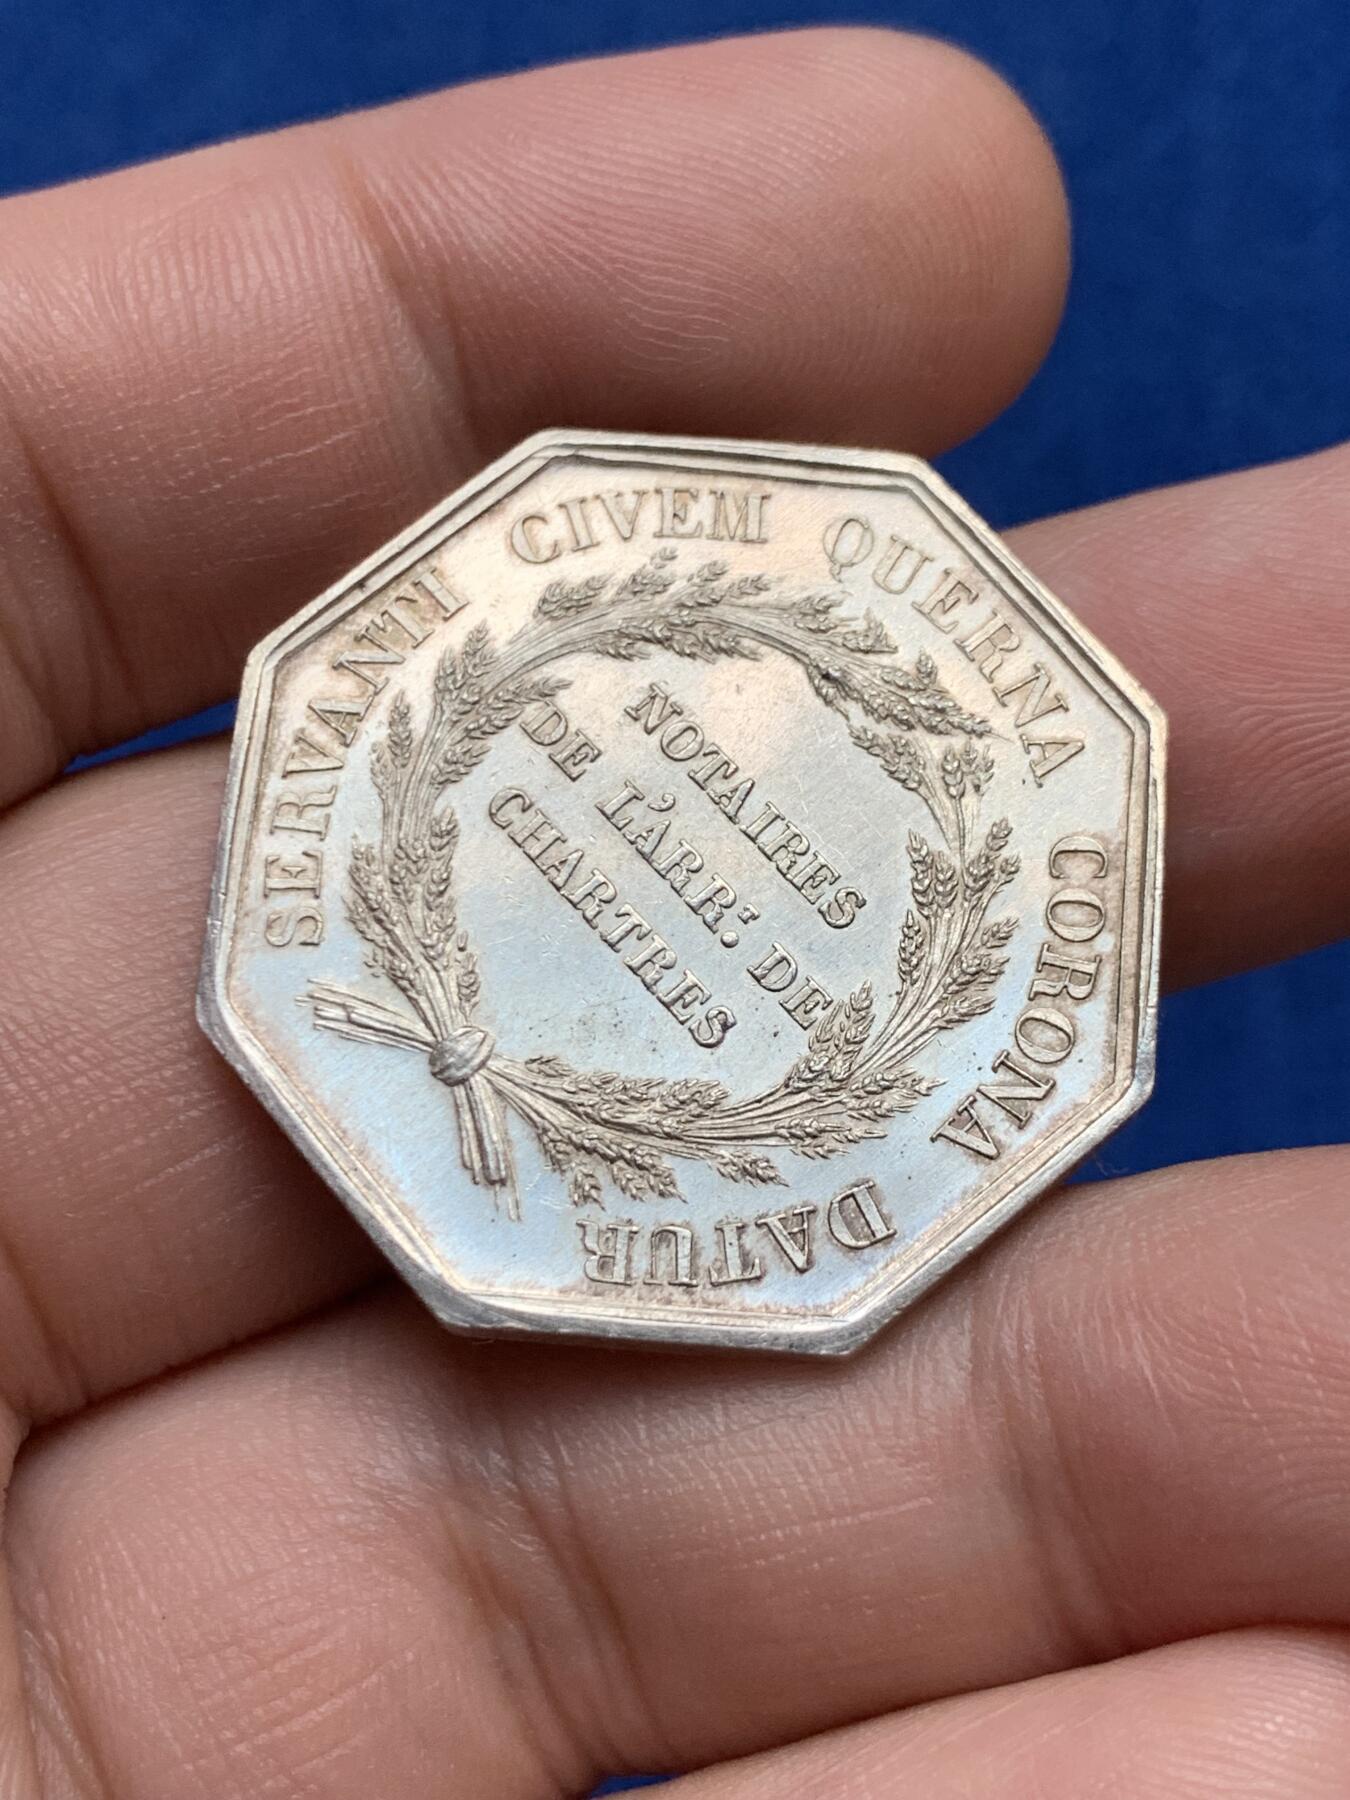 SERVANTI CIVEM QUERNA CORONA DATUR
NOTAIRES
DE L'ARR.T DE
CHARTRES